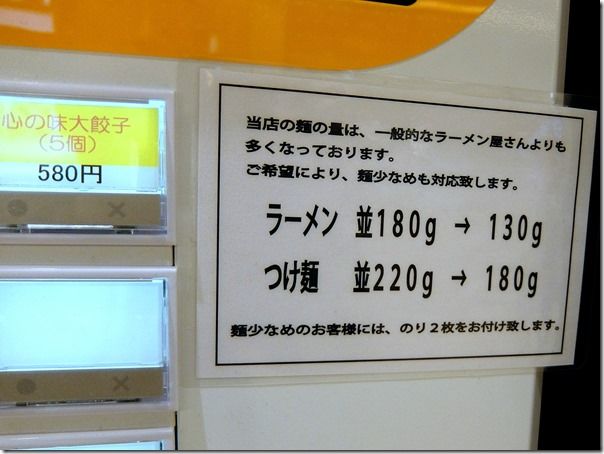 心の味大餃子
(5個)
580円
当店の麺の量は、一般的なラーメン屋さんよりも
多くなっております。
ご希望により、麺少なめも対応致します。
ラーメン 並180g → 130g
つけ麺 並220g → 180g
麺少なめのお客様には、のり2枚をお付け致します。